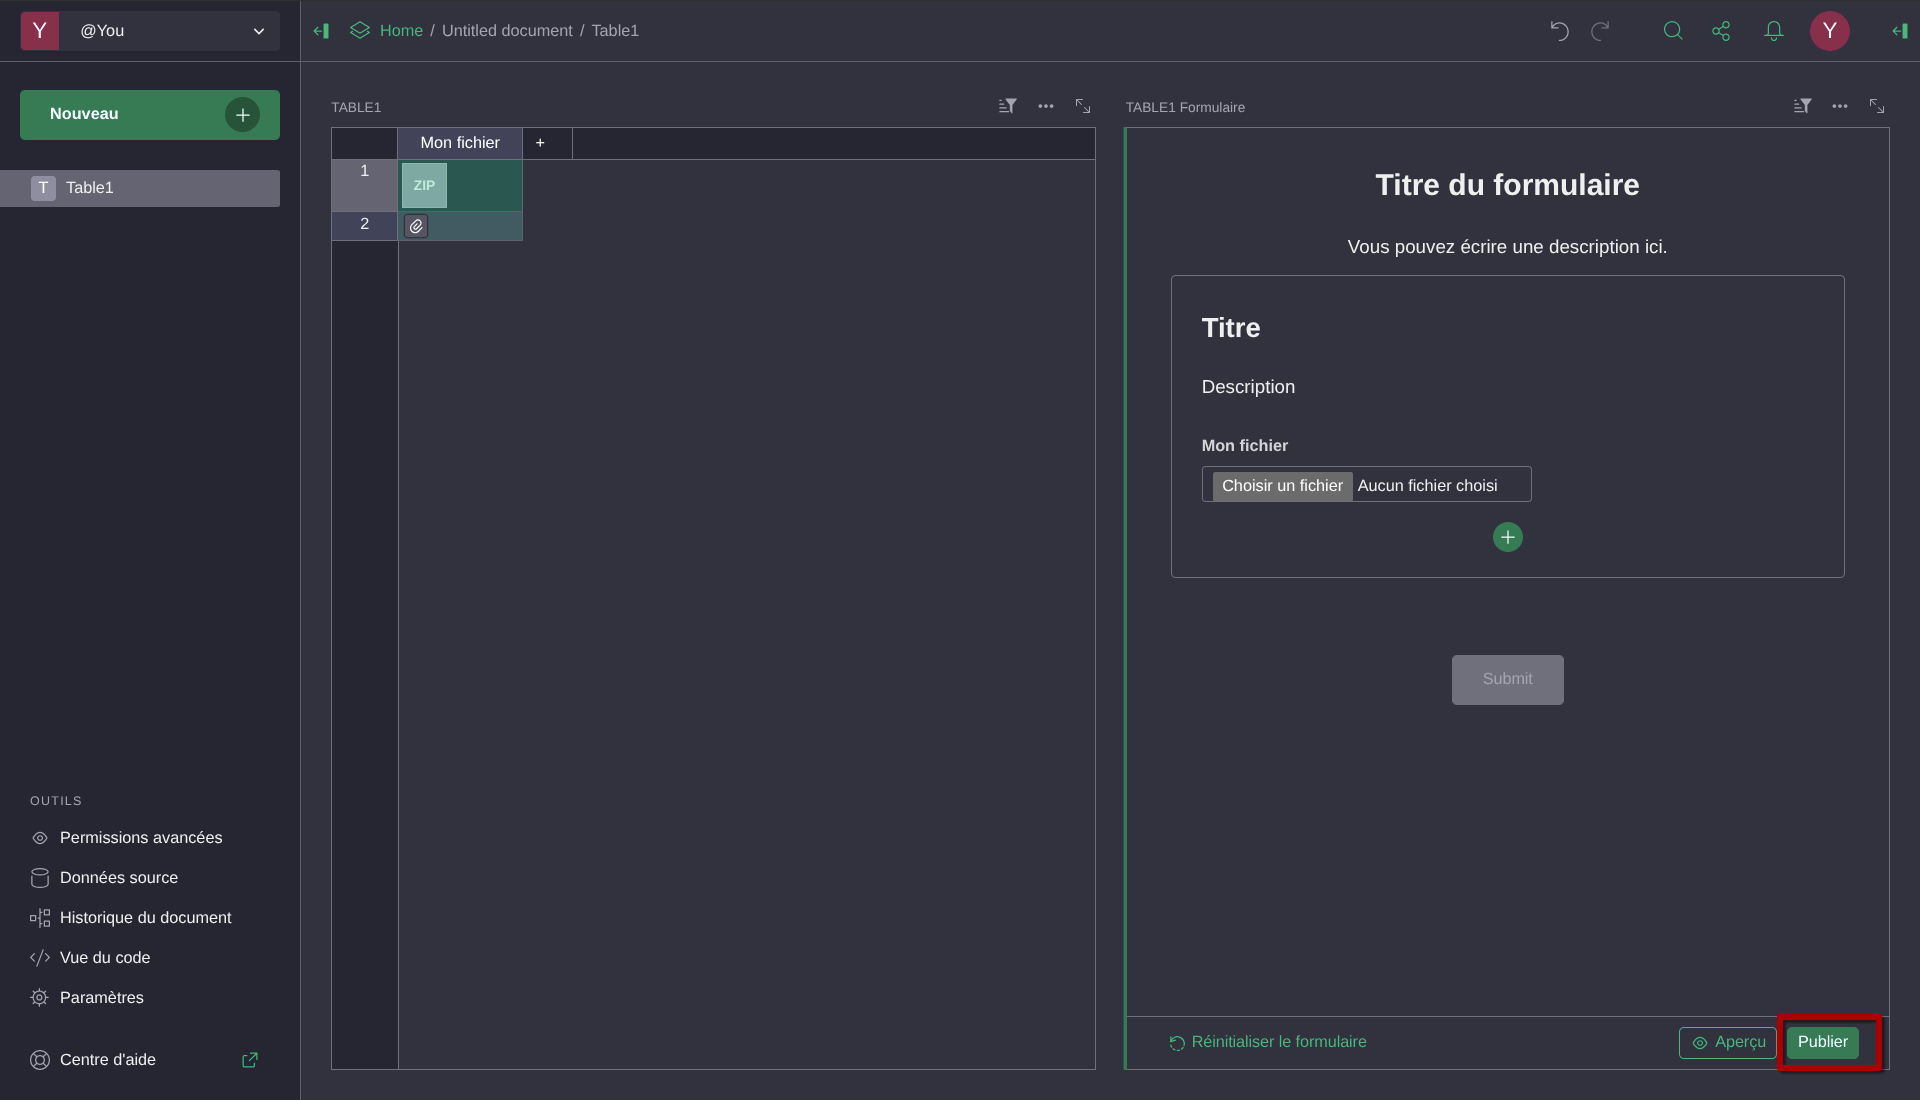 Y @You
Home / Untitled document / Table1
Y
Nouveau
T Table1
TABLE1
Mon fichier +
1 ZIP
2
TABLE1 Formulaire
Titre du formulaire
Vous pouvez écrire une description ici.
Titre
Description
Mon fichier
Choisir un fichier Aucun fichier choisi
Submit
OUTILS
Permissions avancées
Données source
Historique du document
Vue du code
Paramètres
Centre d'aide
Réinitialiser le formulaire Aperçu Publier